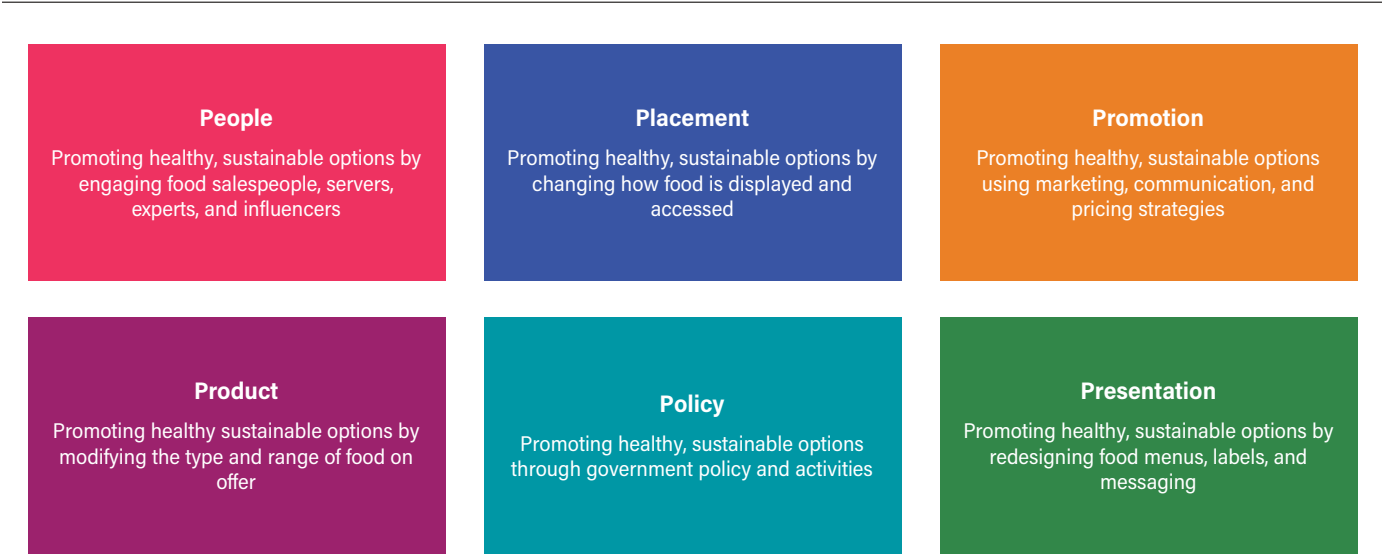 People
Promoting healthy, sustainable options by
engaging food salespeople, servers,
experts, and influencers
Placement
Promoting healthy, sustainable options by
changing how food is displayed and
accessed
Promotion
Promoting healthy, sustainable options
using marketing, communication, and
pricing strategies
Product
Promoting healthy sustainable options by
modifying the type and range of food on
offer
Policy
Promoting healthy, sustainable options
through government policy and activities
Presentation
Promoting healthy, sustainable options by
redesigning food menus, labels, and
messaging